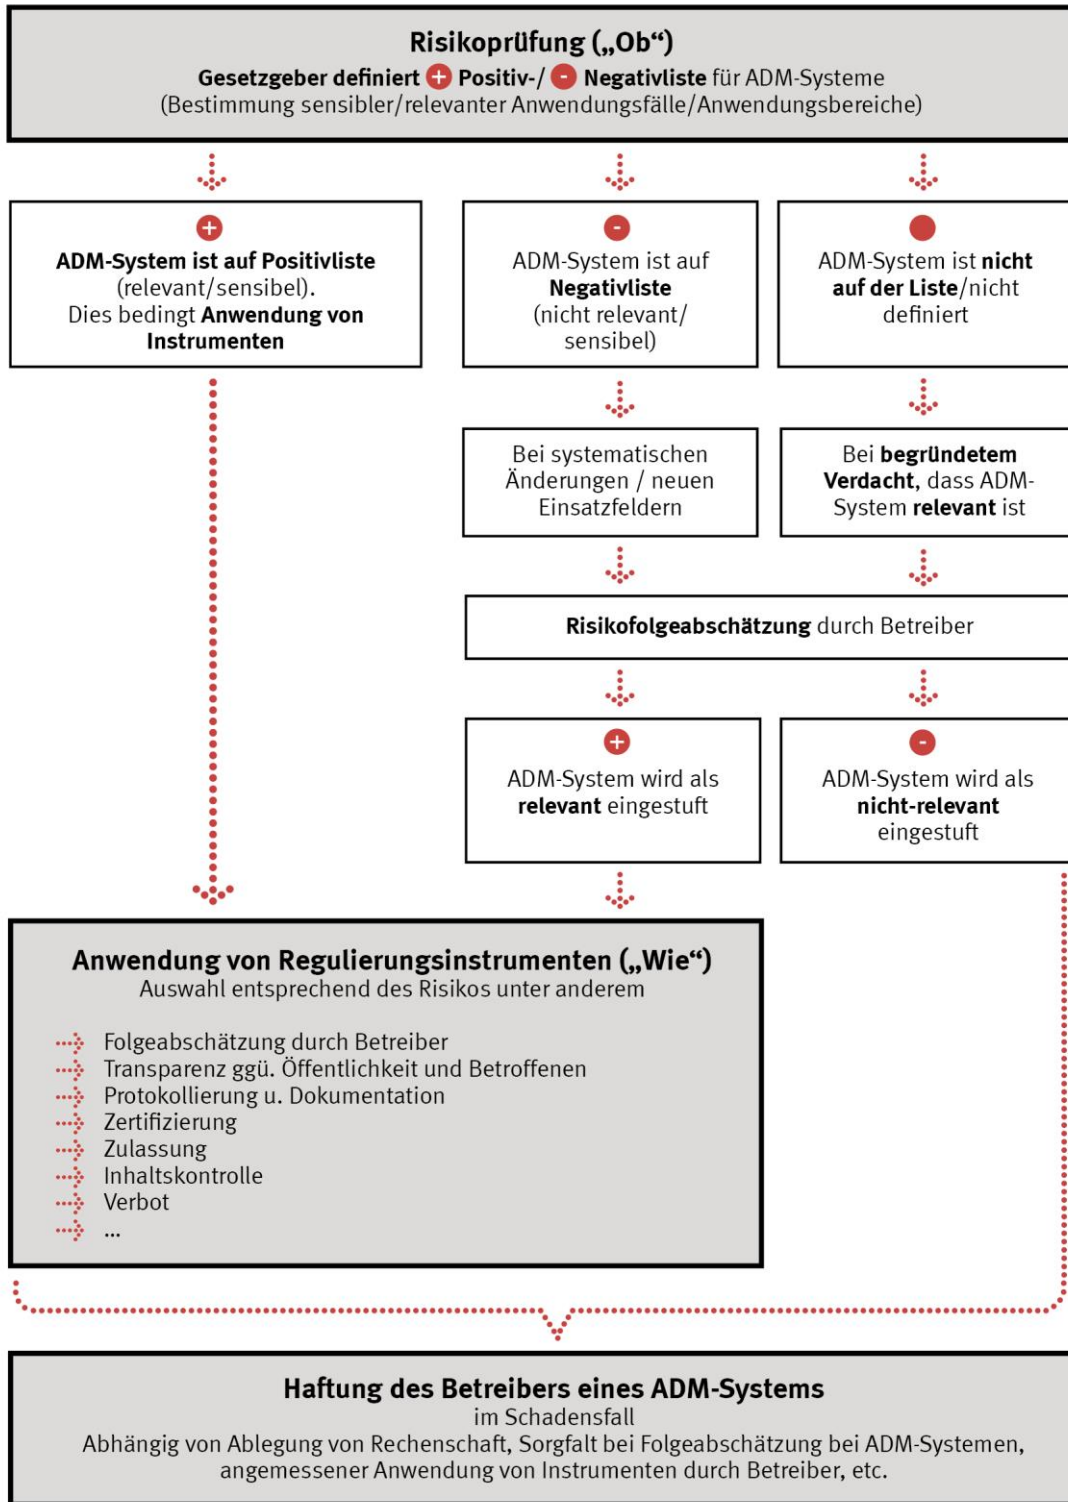 Risikoprüfung („Ob“)
Gesetzgeber definiert + Positiv-/ - Negativliste für ADM-Systeme
(Bestimmung sensibler/relevanter Anwendungsfälle/Anwendungsbereiche)
+
ADM-System ist auf Positivliste
(relevant/sensibel).
Dies bedingt Anwendung von
Instrumenten
-
ADM-System ist auf
Negativliste
(nicht relevant/
sensibel)
ADM-System ist nicht
auf der Liste/nicht
definiert
Bei systematischen
Änderungen / neuen
Einsatzfeldern
Bei begründetem
Verdacht, dass ADM-
System relevant ist
Risikofolgeabschätzung durch Betreiber
+
ADM-System wird als
relevant eingestuft
-
ADM-System wird als
nicht-relevant
eingestuft
Anwendung von Regulierungsinstrumenten („Wie“)
Auswahl entsprechend des Risikos unter anderem
Folgeabschätzung durch Betreiber
Transparenz ggü. Öffentlichkeit und Betroffenen
Protokollierung u. Dokumentation
Zertifizierung
Zulassung
Inhaltskontrolle
Verbot
...
Haftung des Betreibers eines ADM-Systems
im Schadensfall
Abhängig von Ablegung von Rechenschaft, Sorgfalt bei Folgeabschätzung bei ADM-Systemen,
angemessener Anwendung von Instrumenten durch Betreiber, etc.